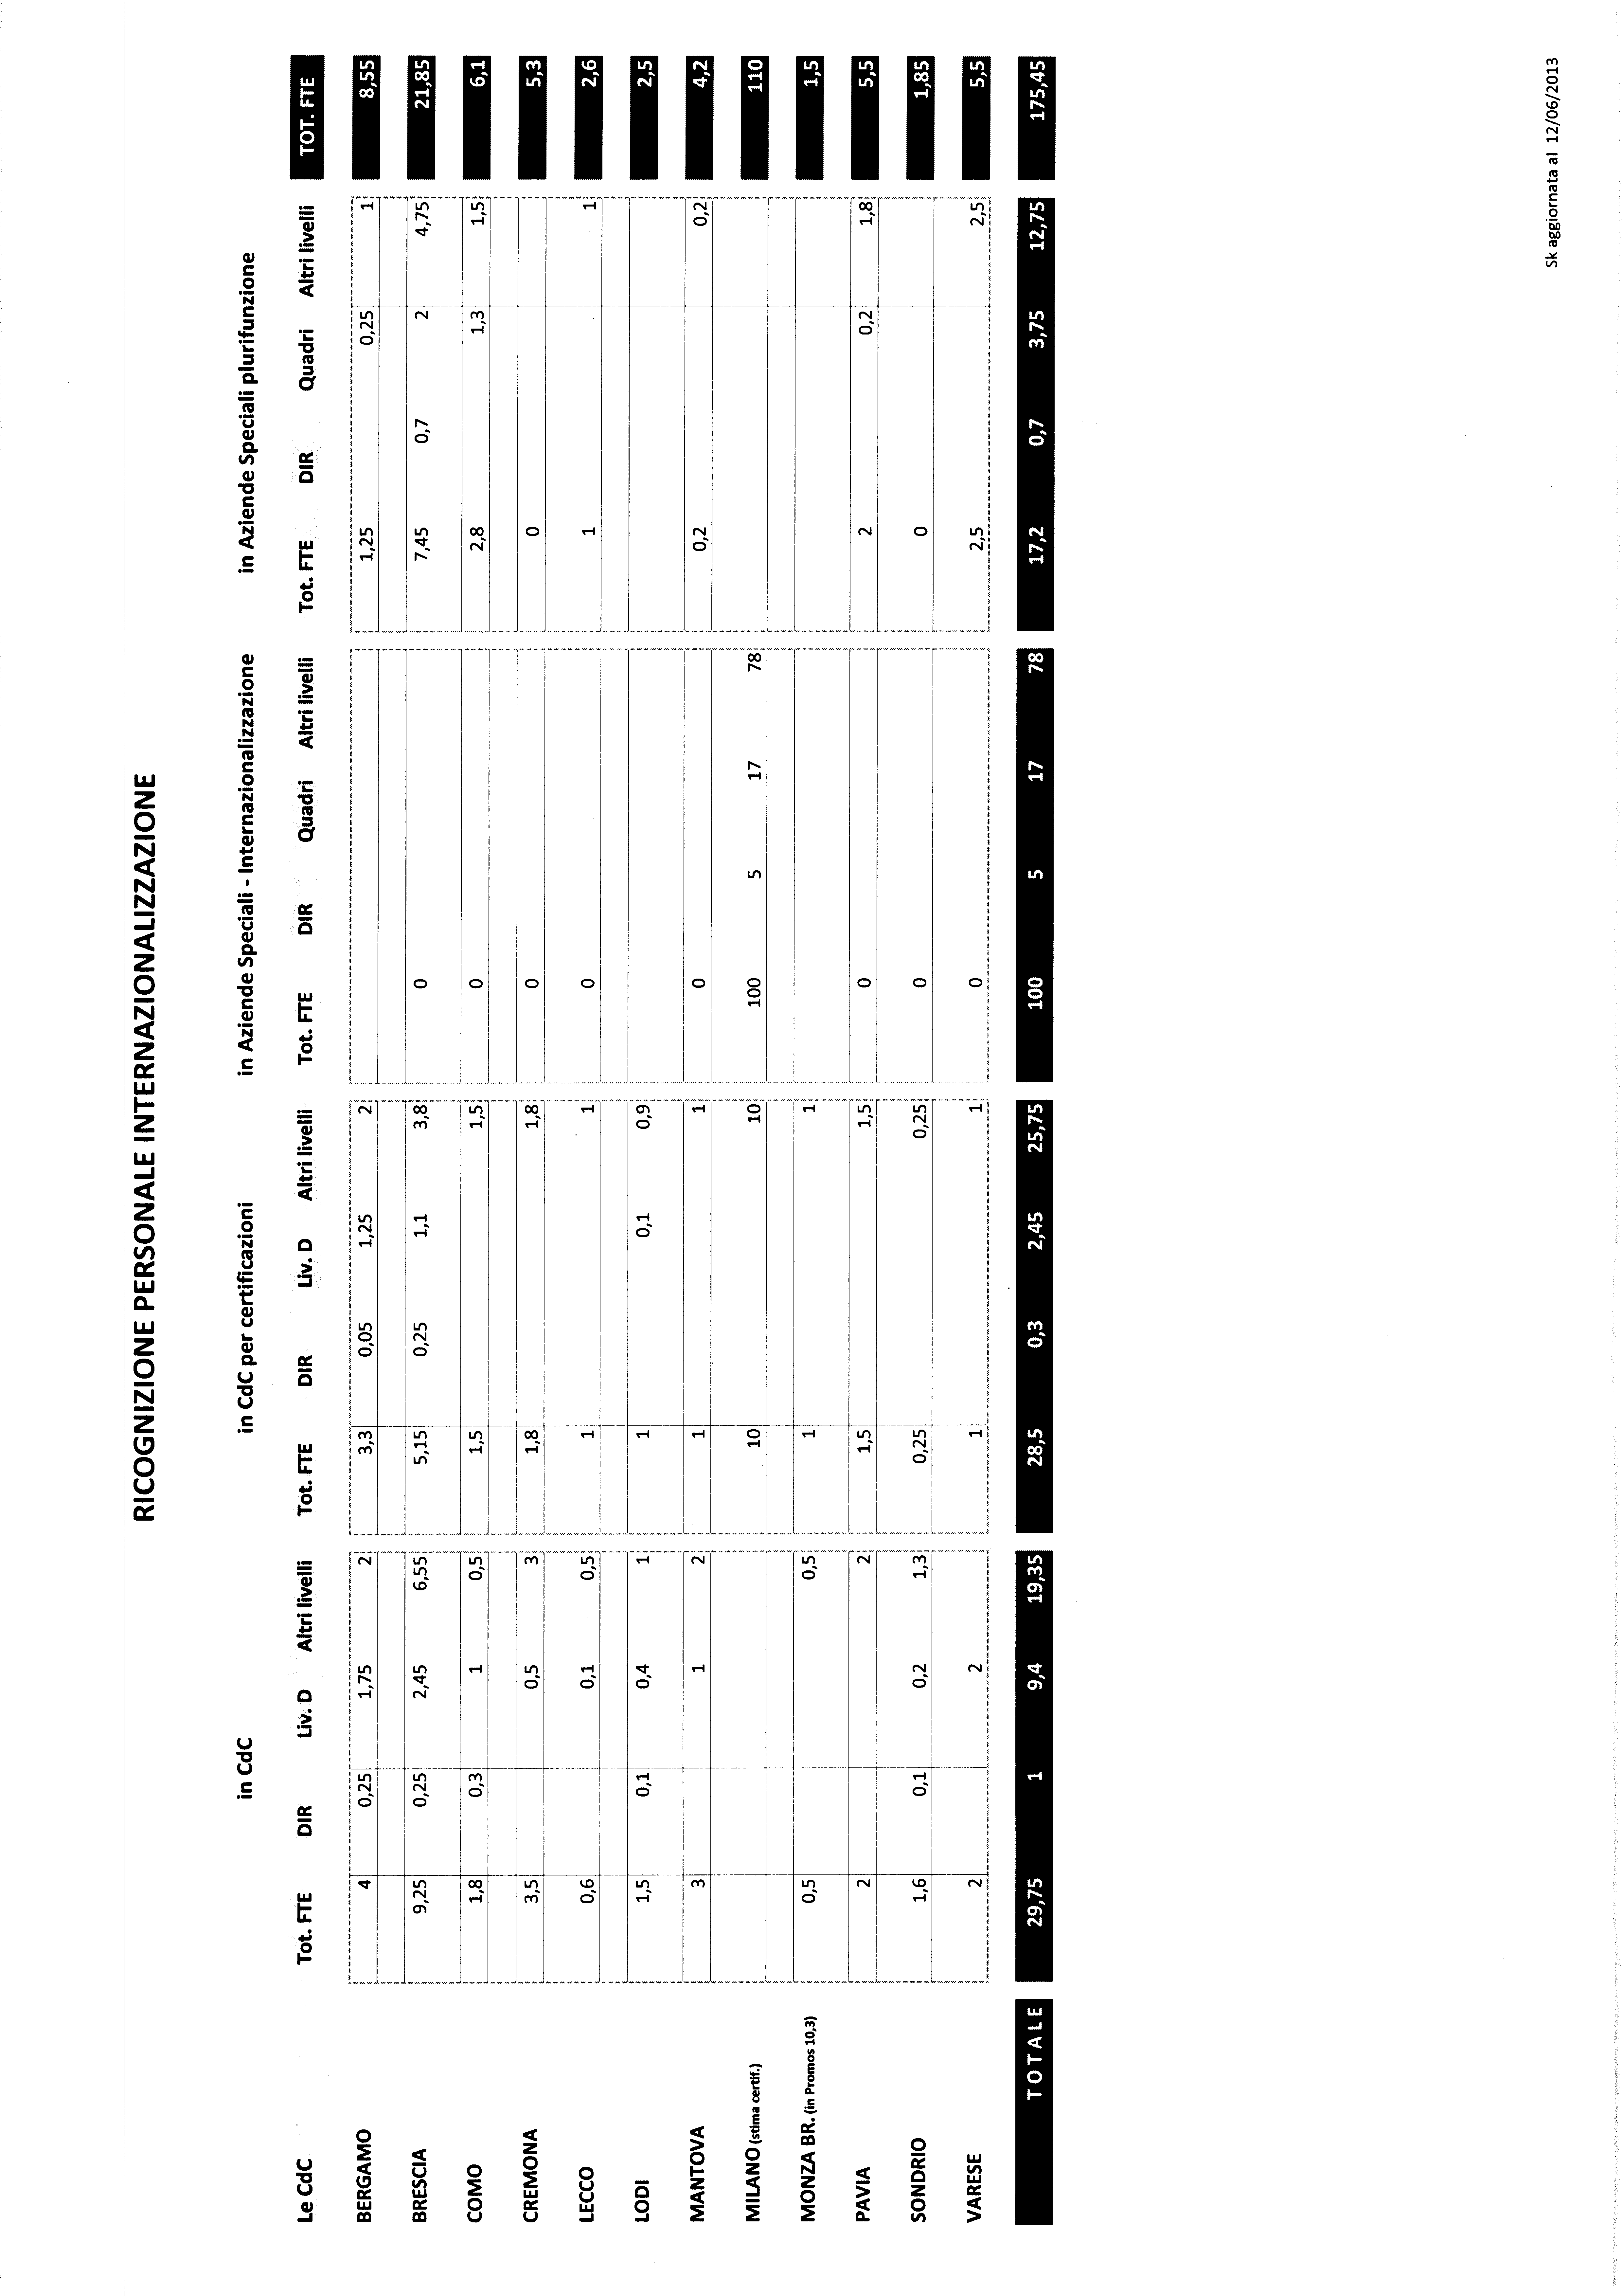 RICOGNIZIONE PERSONALE INTERNAZIONALIZZAZIONE
in CdC in CdC per certificazioni in Aziende Speciali - Internazionalizzazione in Aziende Speciali plurifunzione
Le CdC Tot. FTE DIR Liv. D Altri livelli Tot. FTE DIR Liv. D Altri livelli Tot. FTE DIR Quadri Altri livelli Tot. FTE DIR Quadri Altri livelli TOT. FTE
BERGAMO 4 0,25 1,75 2 3,3 0,05 1,25 2 1,25 0,25 1 8,55
BRESCIA 9,25 0,25 2,45 6,55 5,15 0,25 1,1 3,8 0 7,45 0,7 2 4,75 21,85
COMO 1,8 0,3 1 0,5 1,5 1,5 0 2,8 1,3 1,5 6,1
CREMONA 3,5 0,5 3 1,8 1,8 0 0 5,3
LECCO 0,6 0,1 0,5 1 1 0 1 1 2,6
LODI 1,5 0,1 0,4 1 1 0,1 0,9 2,5
MANTOVA 3 1 2 1 1 0 0,2 0,2 4,2
MILANO (stima certif.) 10 10 100 5 17 78 110
MONZA BR. (in Promos 10,3) 0,5 0,5 1 1 1,5
PAVIA 2 2 1,5 1,5 0 2 0,2 1,8 5,5
SONDRIO 1,6 0,1 0,2 1,3 0,25 0,25 0 0 1,85
VARESE 2 2 1 1 0 2,5 2,5 5,5
TOTALE 29,75 1 9,4 19,35 28,5 0,3 2,45 25,75 100 5 17 78 17,2 0,7 3,75 12,75 175,45
Sk aggiornata al 12/06/2013